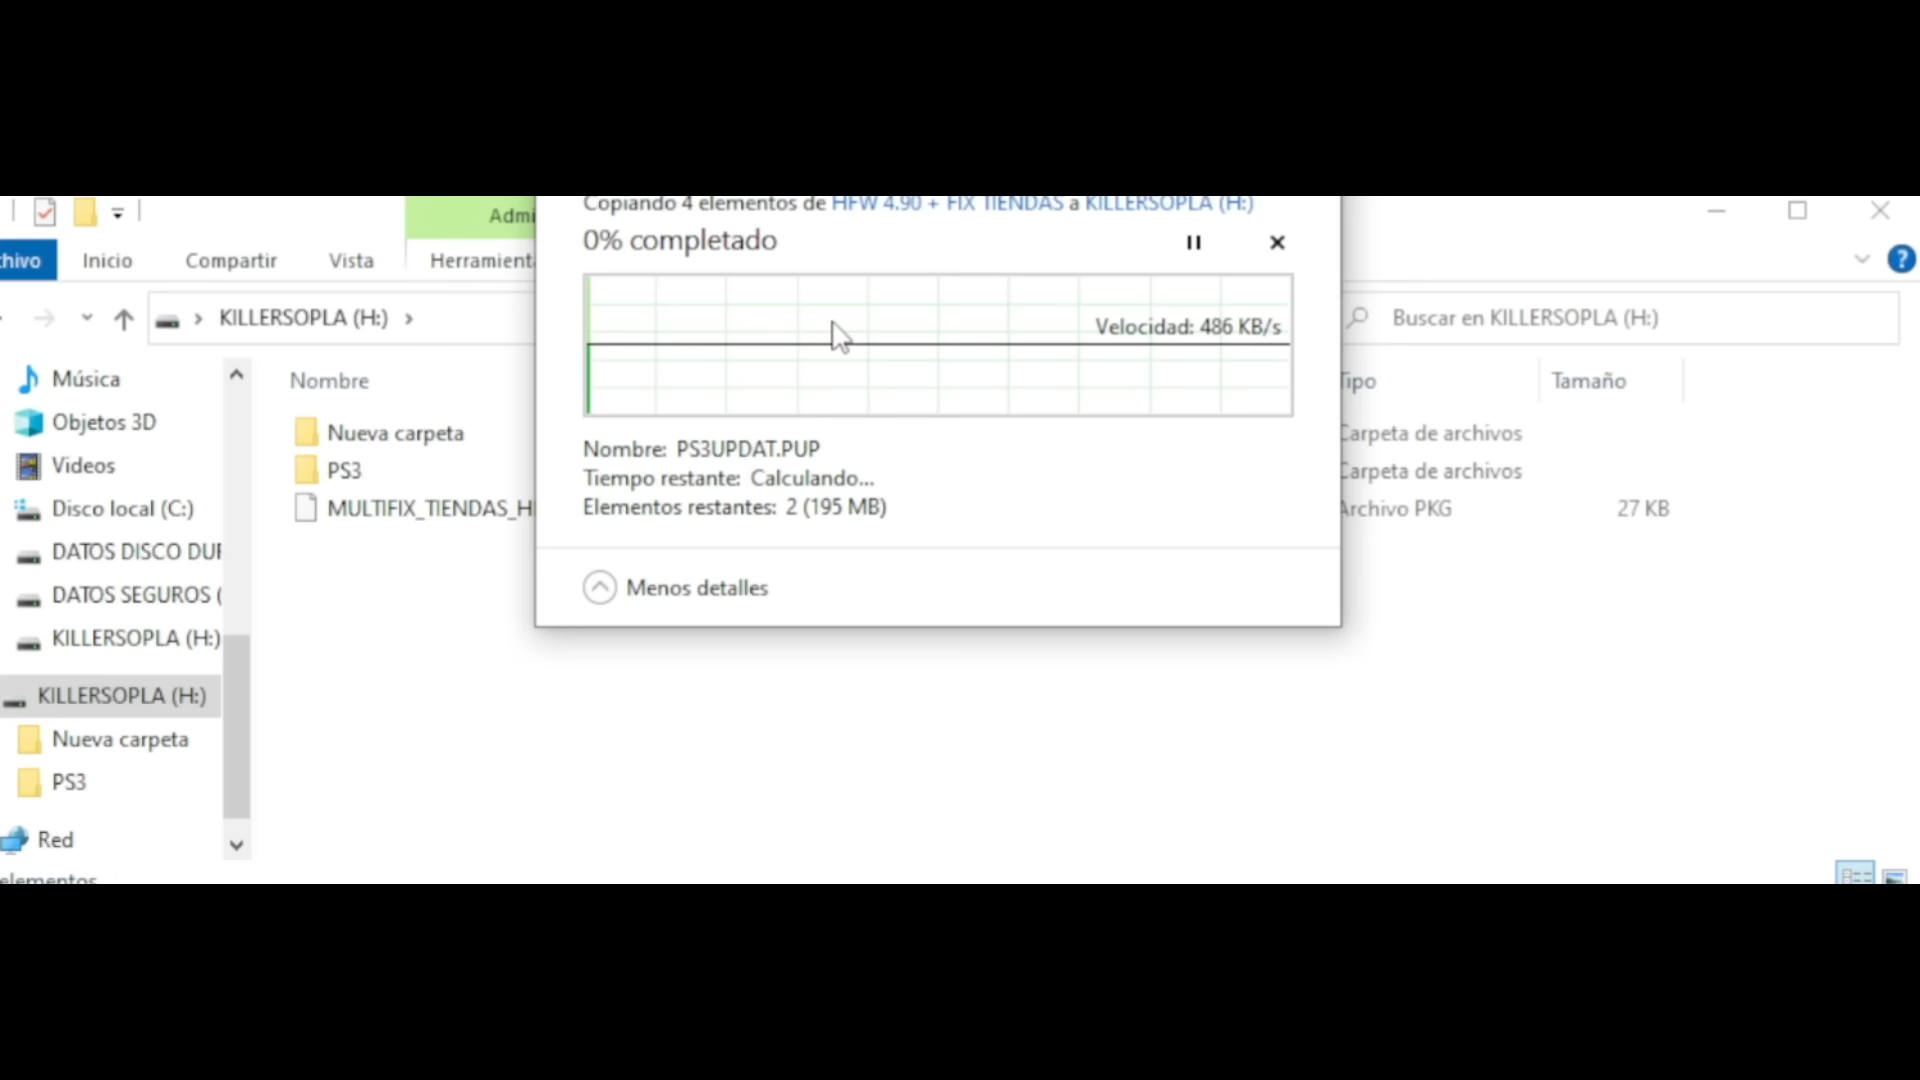 Admi
Copiando 4 elementos de HFW 4.90 + FIX TIENDAS a KILLERSOPLA (H:)
0% completado
hivo
Inicio
Compartir
Vista
Herramient
Velocidad: 486 KB/s
KILLERSOPLA (H:)
Buscar en KILLERSOPLA (H:)
Música
Objetos 3D
Videos
Disco local (C:)
DATOS DISCO DUR
DATOS SEGUROS (
KILLERSOPLA (H:)
KILLERSOPLA (H:)
Nueva carpeta
PS3
Red
elementos
Nombre
Tipo
Tamaño
Nueva carpeta
Carpeta de archivos
PS3
Carpeta de archivos
MULTIFIX_TIENDAS_H
Archivo PKG
27 KB
Nombre: PS3UPDAT.PUP
Tiempo restante: Calculando...
Elementos restantes: 2 (195 MB)
Menos detalles